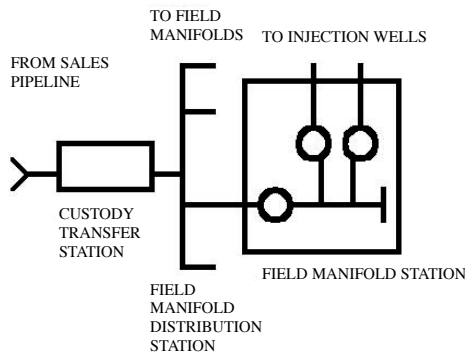 TO FIELD
MANIFOLDS
TO INJECTION WELLS
FROM SALES
PIPELINE
CUSTODY
TRANSFER
STATION
FIELD MANIFOLD STATION
FIELD
MANIFOLD
DISTRIBUTION
STATION